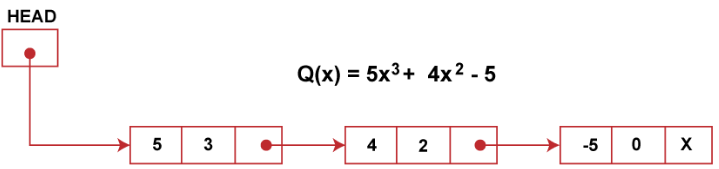 HEAD
Q(x) = 5x³ + 4x² - 5
5 3 4 2 -5 0 X